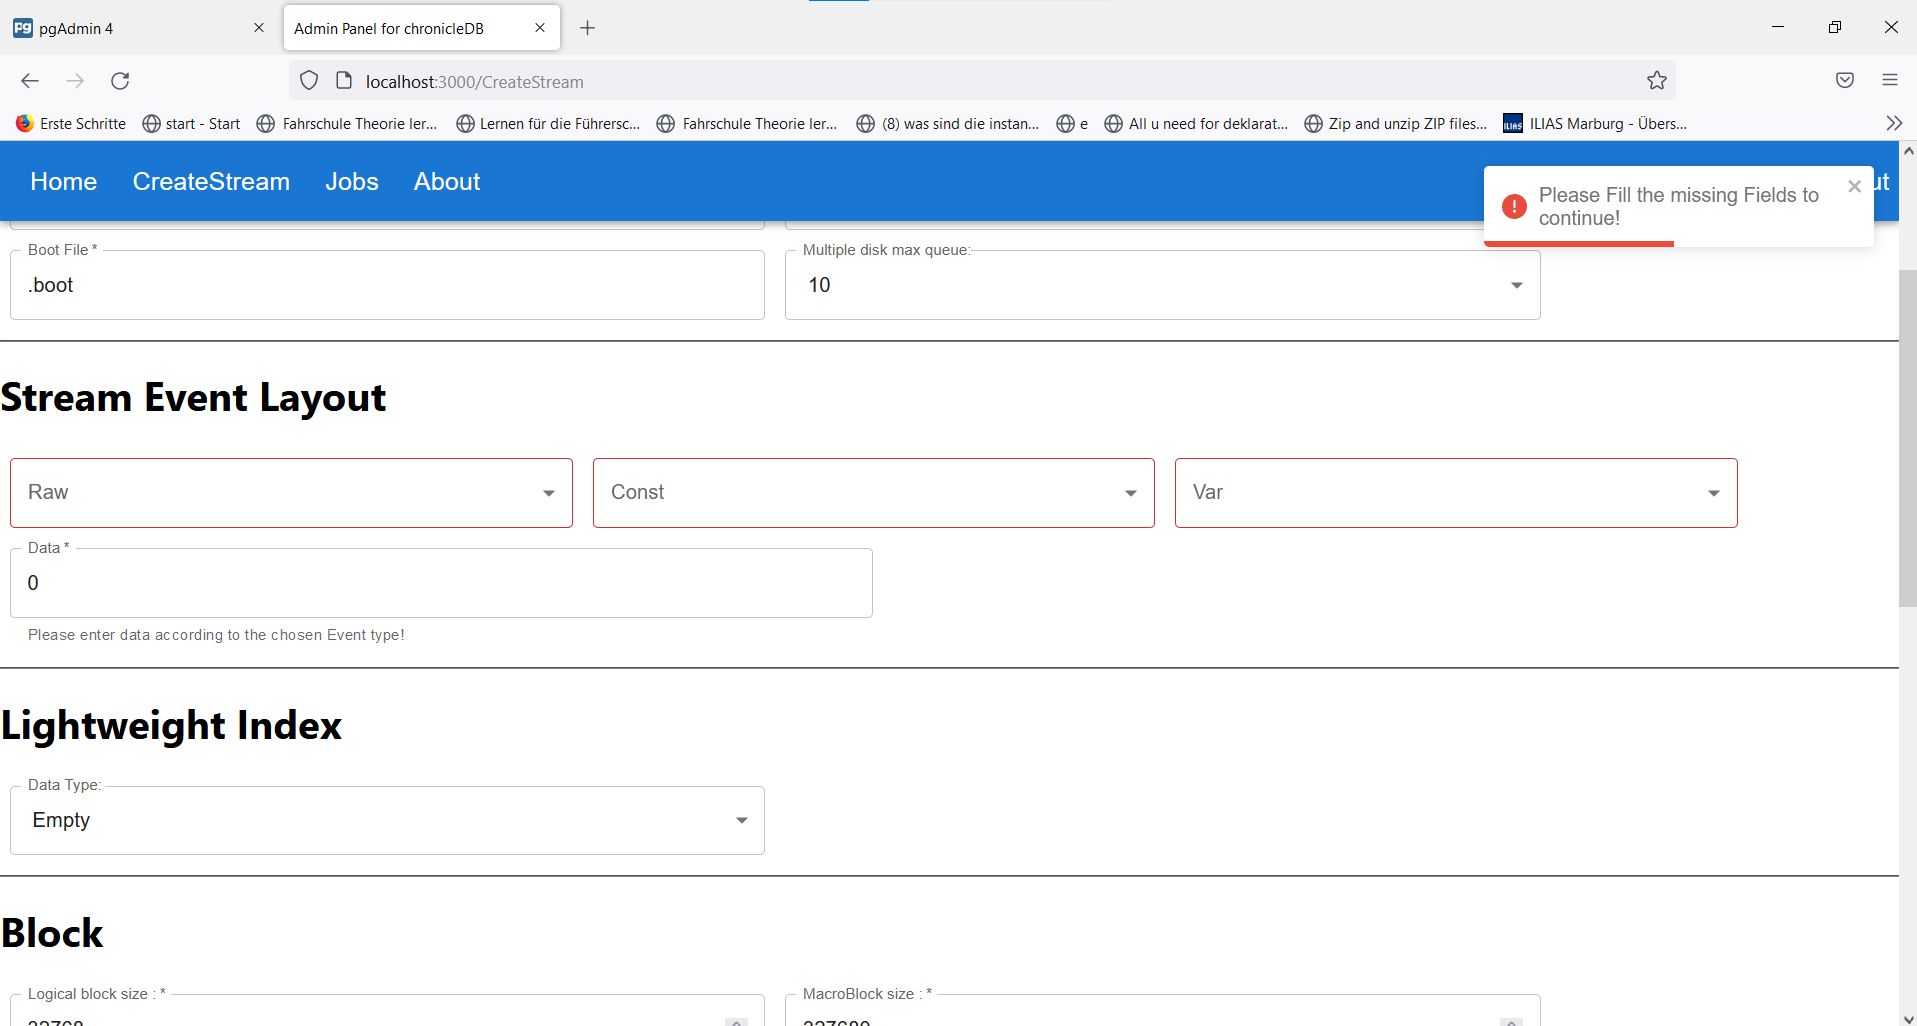 pgAdmin 4
Admin Panel for chronicleDB
localhost:3000/CreateStream
Erste Schritte
start - Start
Fahrschule Theorie ler...
Lernen für die Führersc...
Fahrschule Theorie ler...
(8) was sind die instan...
e
All u need for deklarat...
Zip and unzip ZIP files...
ILIAS Marburg - Übers...
Home
CreateStream
Jobs
About
Please Fill the missing Fields to
continue!
Boot File *
.boot
Multiple disk max queue:
10
Stream Event Layout
Raw
Const
Var
Data *
0
Please enter data according to the chosen Event type!
Lightweight Index
Data Type:
Empty
Block
Logical block size : *
MacroBlock size : *